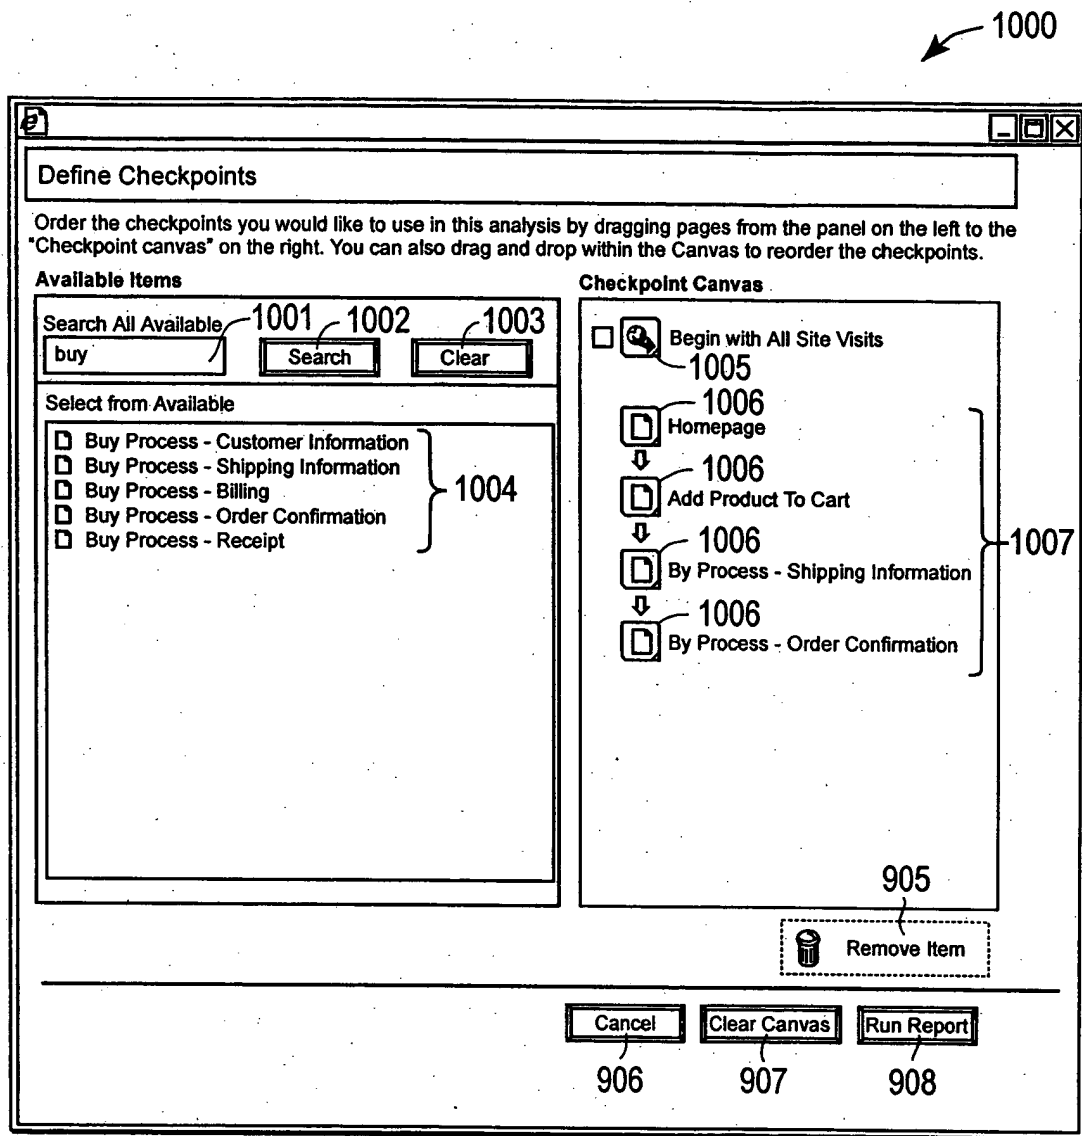 1000
Define Checkpoints
Order the checkpoints you would like to use in this analysis by dragging pages from the panel on the left to the
"Checkpoint canvas" on the right. You can also drag and drop within the Canvas to reorder the checkpoints.
Available Items
Search All Available
1001
1002
1003
buy
Search
Clear
Select from Available
Buy Process - Customer Information
Buy Process - Shipping Information
Buy Process - Billing
Buy Process - Order Confirmation
Buy Process - Receipt
1004
Checkpoint Canvas
Begin with All Site Visits
1005
1006
Homepage
1006
Add Product To Cart
1006
By Process - Shipping Information
1006
By Process - Order Confirmation
1007
905
Remove Item
Cancel
Clear Canvas
Run Report
906
907
908